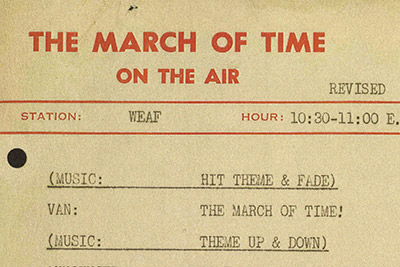 THE MARCH OF TIME
ON THE AIR
REVISED
STATION: WEAF HOUR: 10:30-11:00 E.
(MUSIC: HIT THEME & FADE)
VAN: THE MARCH OF TIME!
(MUSIC: THEME UP & DOWN)